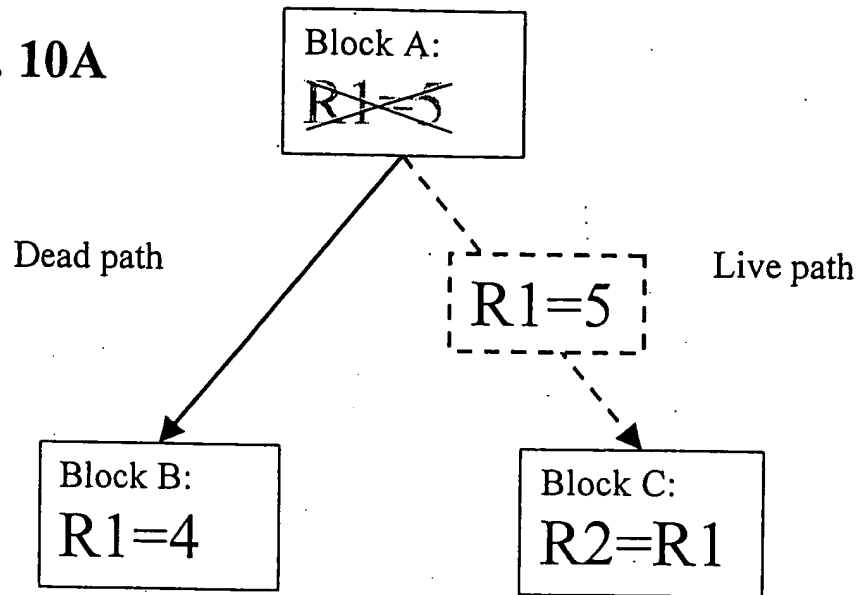 10A
Block A:
R1=5
Dead path
R1=5
Live path
Block B:
R1=4
Block C:
R2=R1